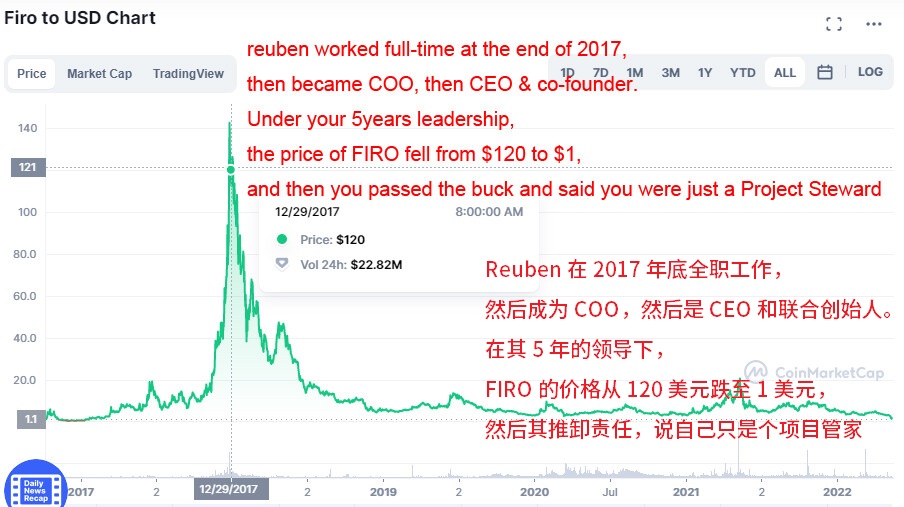 Firo to USD Chart
Price Market Cap TradingView
1D 7D 1M 3M 1Y YTD ALL LOG
reuben worked full-time at the end of 2017,
then became COO, then CEO & co-founder.
Under your 5years leadership,
the price of FIRO fell from $120 to $1,
and then you passed the buck and said you were just a Project Steward
140
121
100
80.0
60.0
40.0
20.0
1.1
12/29/2017 8:00:00 AM
Price: $120
Vol 24h: $22.82M
Reuben 在 2017 年底全职工作，
然后成为 COO，然后是 CEO 和联合创始人。
在其 5 年的领导下，
FIRO 的价格从 120 美元跌至 1 美元，
然后其推卸责任，说自己只是个项目管家
CoinMarketCap
2017 2 12/29/2017 2 2019 2 2020 Jul 2021 2 2022
Daily
News
Recap